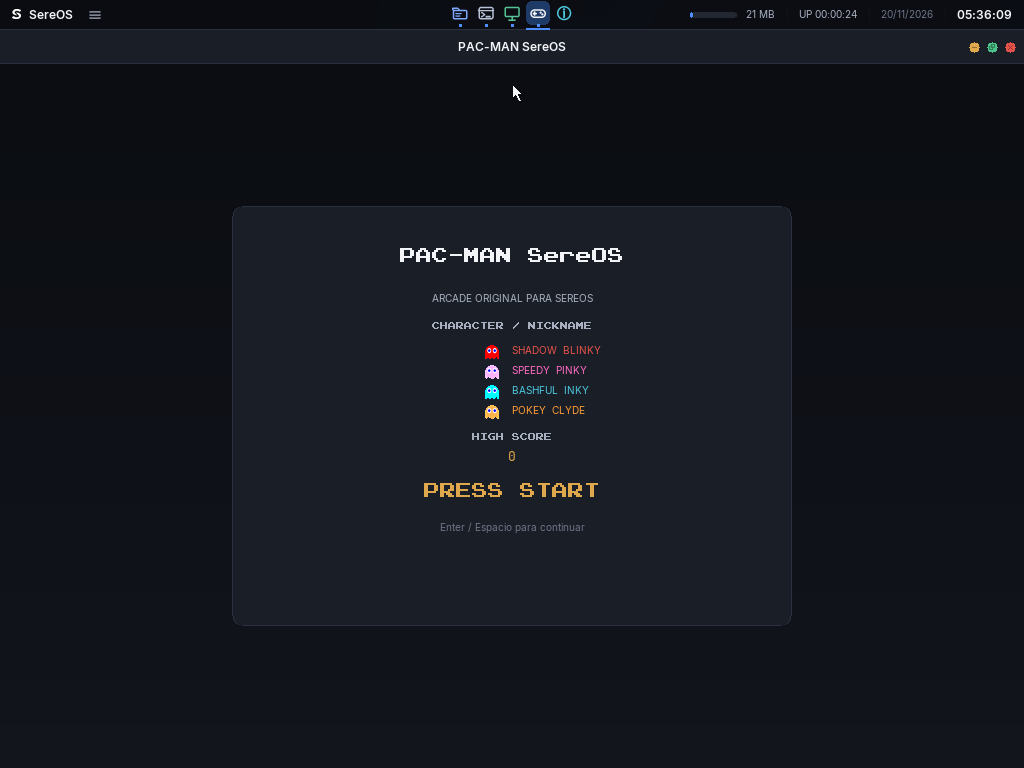 SereOS
21 MB
UP 00:00:24
20/11/2026
05:36:09
PAC-MAN SereOS
PAC-MAN SereOS
ARCADE ORIGINAL PARA SEREOS
CHARACTER / NICKNAME
SHADOW BLINKY
SPEEDY PINKY
BASHFUL INKY
POKEY CLYDE
HIGH SCORE
0
PRESS START
Enter / Espacio para continuar